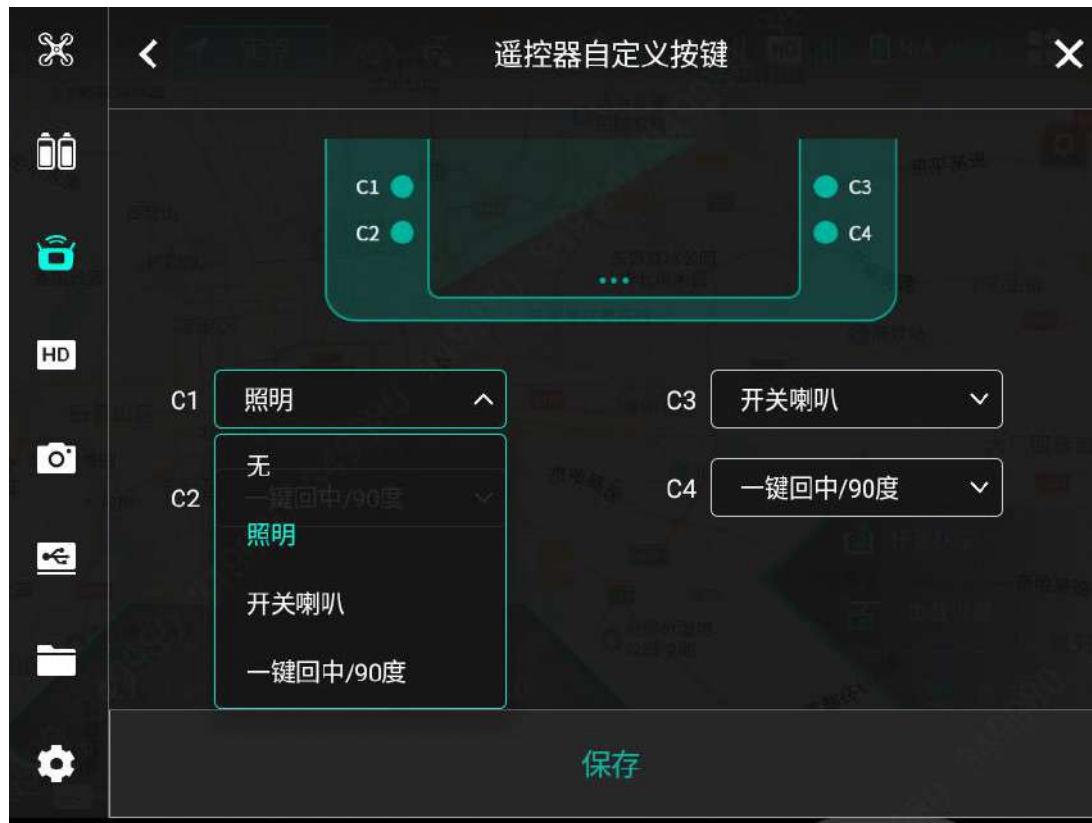 遥控器自定义按键
C1
C3
C2
C4
HD
C1 照明
C3 开关喇叭
无
C2 一键回中/90度
C4 一键回中/90度
照明
开关喇叭
一键回中/90度
保存